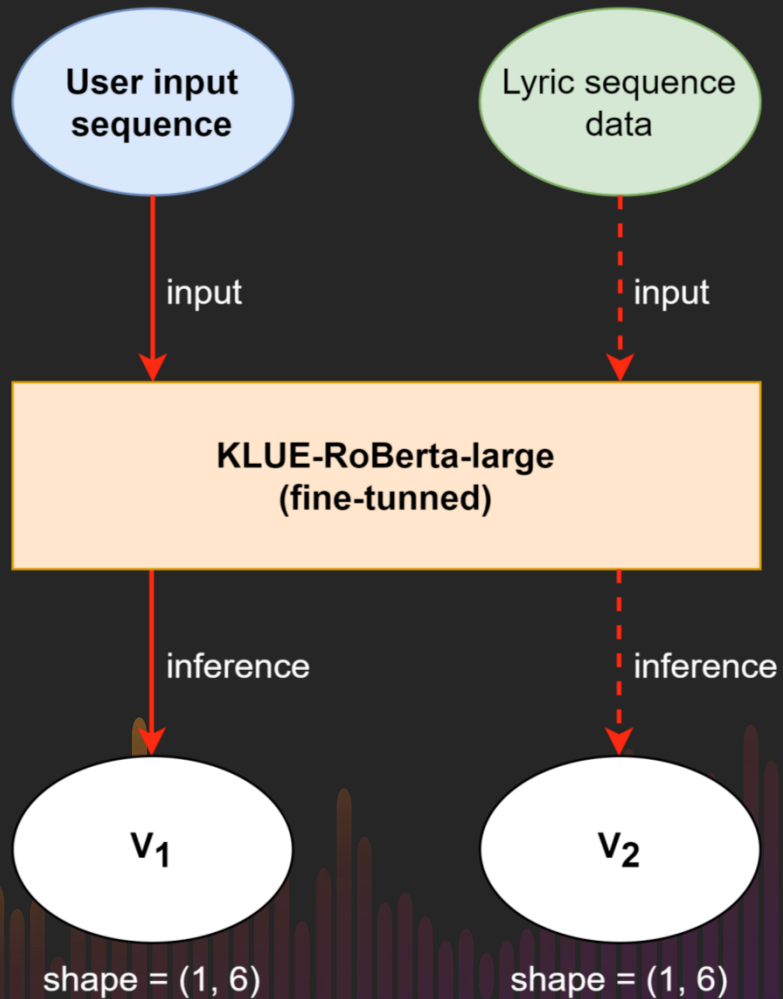 User input
sequence
Lyric sequence
data
input
input
KLUE-RoBerta-large
(fine-tunned)
inference
inference
V1
V2
shape = (1, 6)
shape = (1, 6)